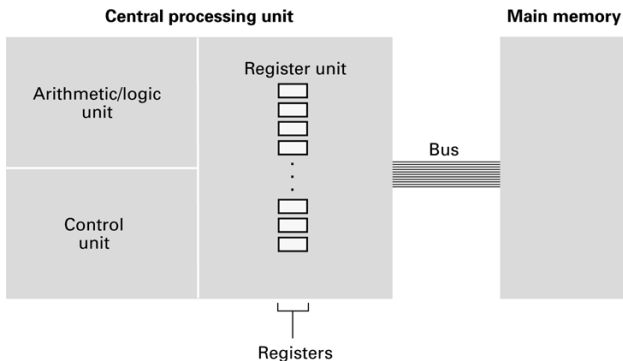 Central processing unit
Main memory
Arithmetic/logic
unit
Register unit
Bus
Control
unit
Registers